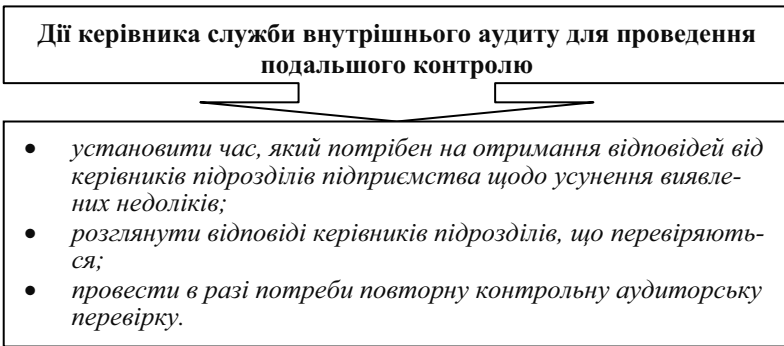 Дії керівника служби внутрішнього аудиту для проведення
подальшого контролю
• установити час, який потрібен на отримання відповідей від
керівників підрозділів підприємства щодо усунення виявле-
них недоліків;
• розглянути відповіді керівників підрозділів, що перевіряють-
ся;
• провести в разі потреби повторну контрольну аудиторську
перевірку.